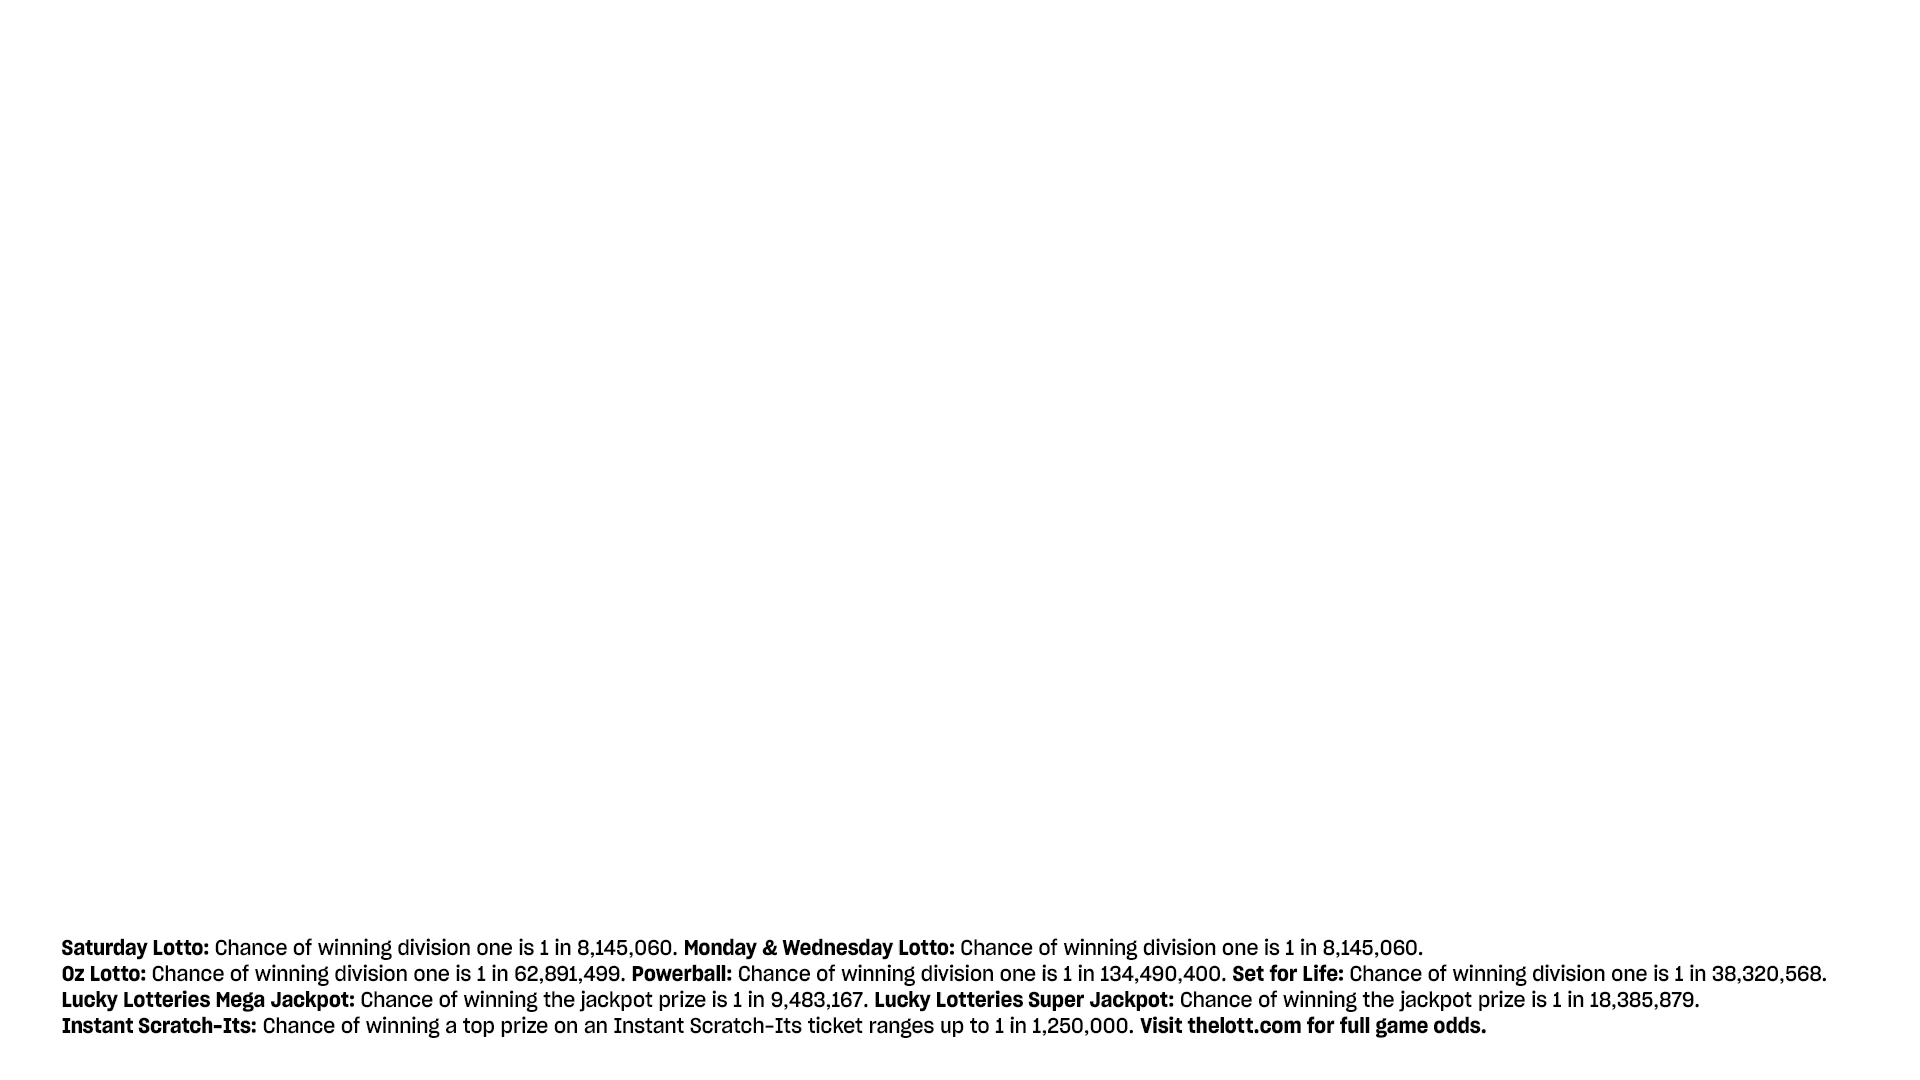 Saturday Lotto: Chance of winning division one is 1 in 8,145,060. Monday & Wednesday Lotto: Chance of winning division one is 1 in 8,145,060.
Oz Lotto: Chance of winning division one is 1 in 62,891,499. Powerball: Chance of winning division one is 1 in 134,490,400. Set for Life: Chance of winning division one is 1 in 38,320,568.
Lucky Lotteries Mega Jackpot: Chance of winning the jackpot prize is 1 in 9,483,167. Lucky Lotteries Super Jackpot: Chance of winning the jackpot prize is 1 in 18,385,879.
Instant Scratch-Its: Chance of winning a top prize on an Instant Scratch-Its ticket ranges up to 1 in 1,250,000. Visit thelott.com for full game odds.